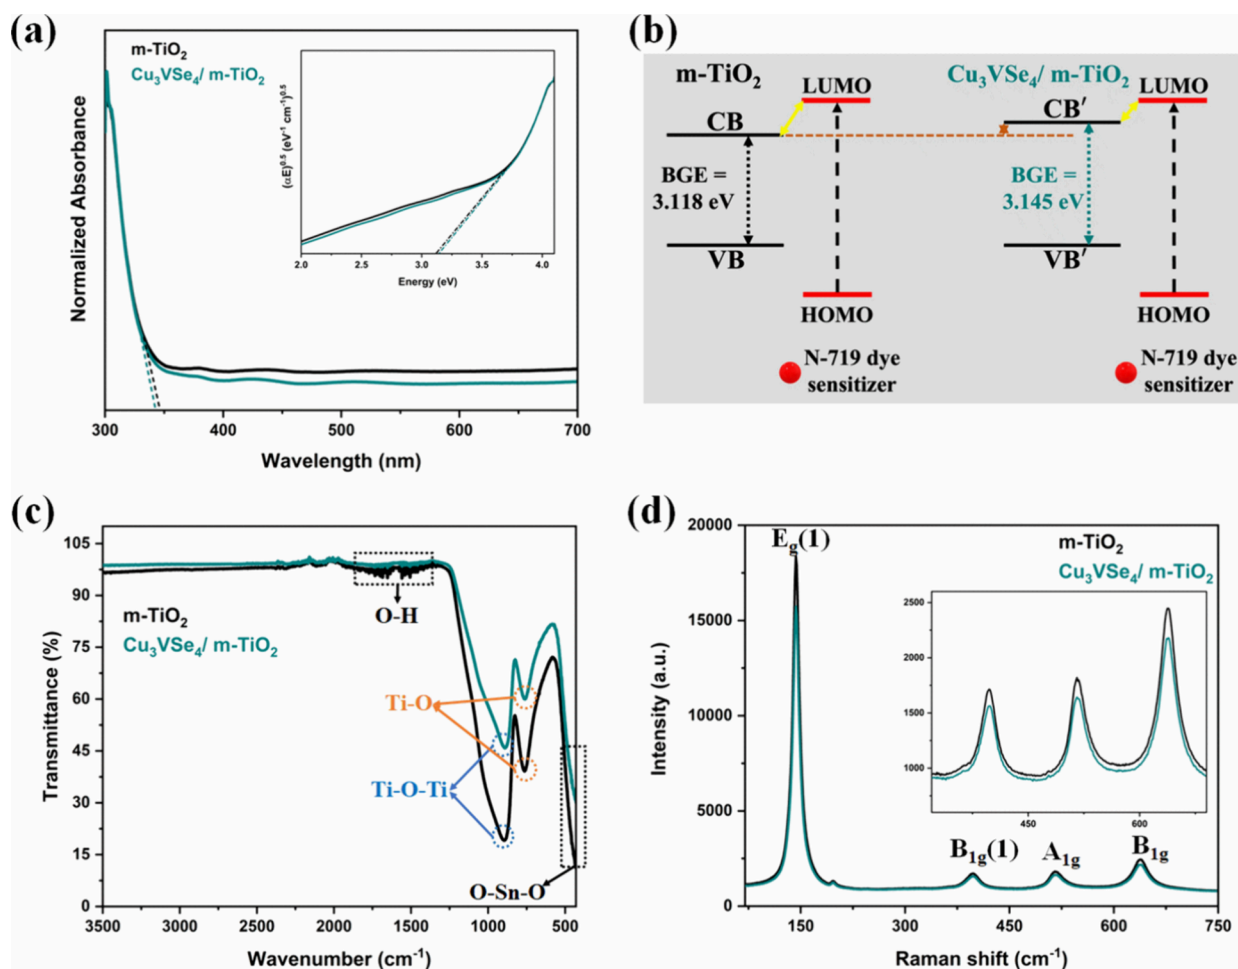 (a)
m-TiO₂
Cu₃VSe₄/ m-TiO₂
Normalized Absorbance
300
400
500
600
700
Wavelength (nm)
(αE)⁰·⁵ (eV⁻¹ cm⁻¹)⁰·⁵
2.0
2.5
3.0
3.5
4.0
Energy (eV)
(b)
m-TiO₂
Cu₃VSe₄/ m-TiO₂
LUMO
LUMO
CB
CB′
BGE =
3.118 eV
BGE =
3.145 eV
VB
VB′
HOMO
HOMO
N-719 dye
sensitizer
N-719 dye
sensitizer
(c)
105
90
75
60
45
30
15
0
Transmittance (%)
O-H
m-TiO₂
Cu₃VSe₄/ m-TiO₂
Ti-O
Ti-O-Ti
O-Sn-O
3500
3000
2500
2000
1500
1000
500
Wavenumber (cm⁻¹)
(d)
20000
15000
10000
5000
0
Intensity (a.u.)
E_g(1)
m-TiO₂
Cu₃VSe₄/ m-TiO₂
2500
2000
1500
1000
450
600
B₁g(1)
A₁g
B₁g
150
300
450
600
750
Raman shift (cm⁻¹)